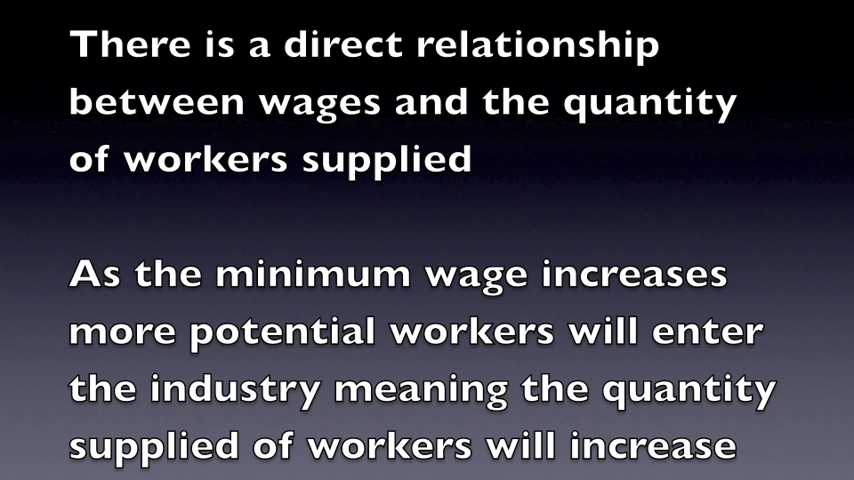 There is a direct relationship
between wages and the quantity
of workers supplied
As the minimum wage increases
more potential workers will enter
the industry meaning the quantity
supplied of workers will increase